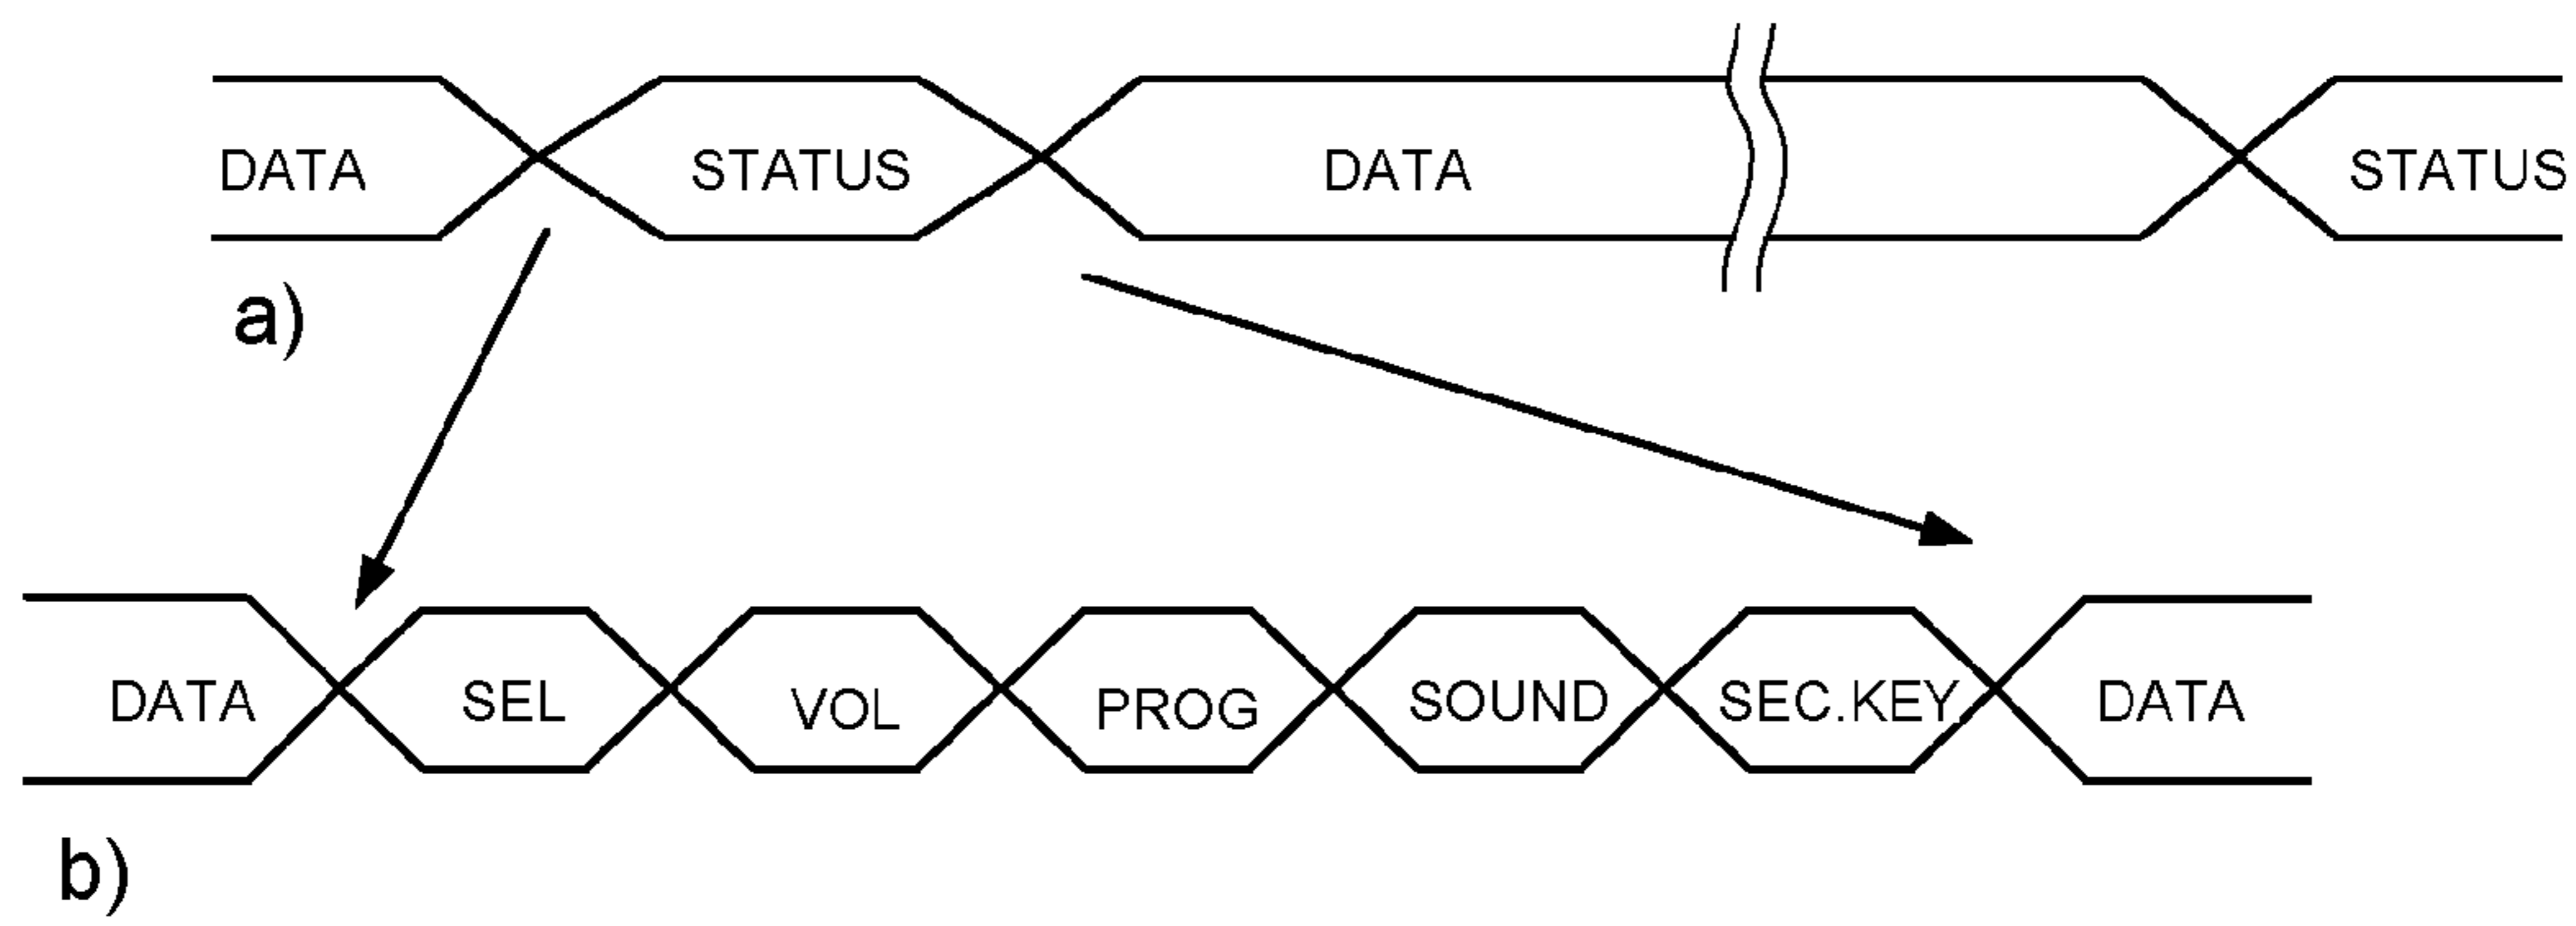 DATA STATUS DATA STATUS
a)
DATA SEL VOL PROG SOUND SEC.KEY DATA
b)